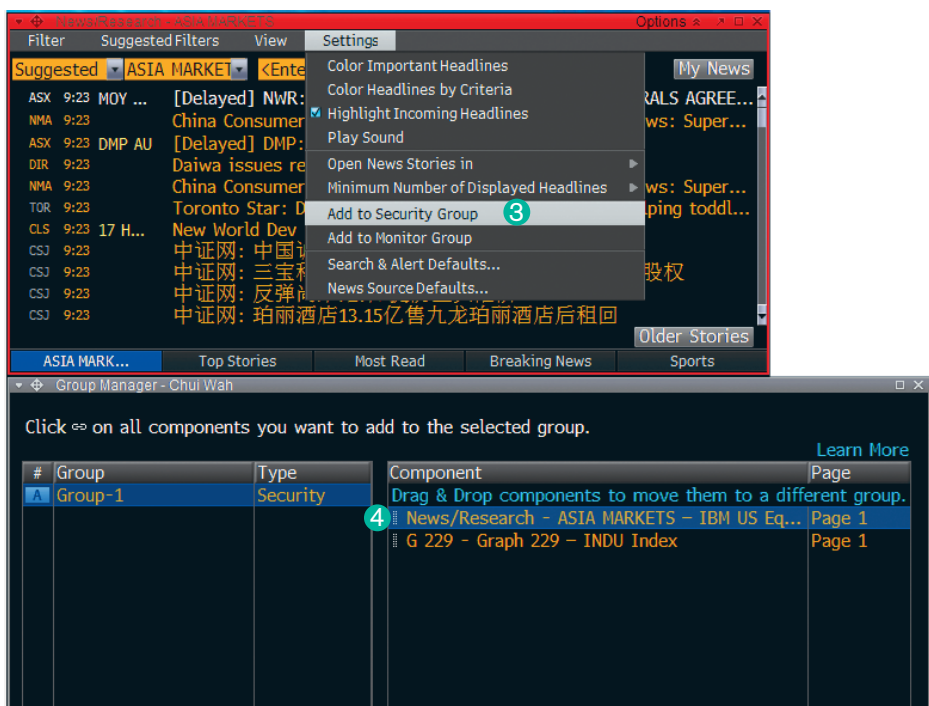 News/Research - ASIA MARKETS Options
Filter Suggested Filters View Settings
Suggested ASIA MARKET <Ente My News
Color Important Headlines
Color Headlines by Criteria
Highlight Incoming Headlines
Play Sound
Open News Stories in
Minimum Number of Displayed Headlines
Add to Security Group 3
Add to Monitor Group
Search & Alert Defaults...
News Source Defaults...
ASX 9:23 MOY ... [Delayed] NWR: RALS AGREE...
NMA 9:23 China Consumer ws: Super...
ASX 9:23 DMP AU [Delayed] DMP:
DIR 9:23 Daiwa issues re
NMA 9:23 China Consumer ws: Super...
TOR 9:23 Toronto Star: D ping toddl...
CLS 9:23 17 H... New World Dev
CSJ 9:23 中证网: 中国
CSJ 9:23 中证网: 三宝 股权
CSJ 9:23 中证网: 反弹
CSJ 9:23 中证网: 珀丽酒店13.15亿售九龙珀丽酒店后租回
Older Stories
ASIA MARK... Top Stories Most Read Breaking News Sports
Group Manager - Chui Wah
Click on all components you want to add to the selected group.
Learn More
# Group Type Component Page
A Group-1 Security Drag & Drop components to move them to a different group.
4 News/Research - ASIA MARKETS – IBM US Eq... Page 1
G 229 - Graph 229 – INDU Index Page 1